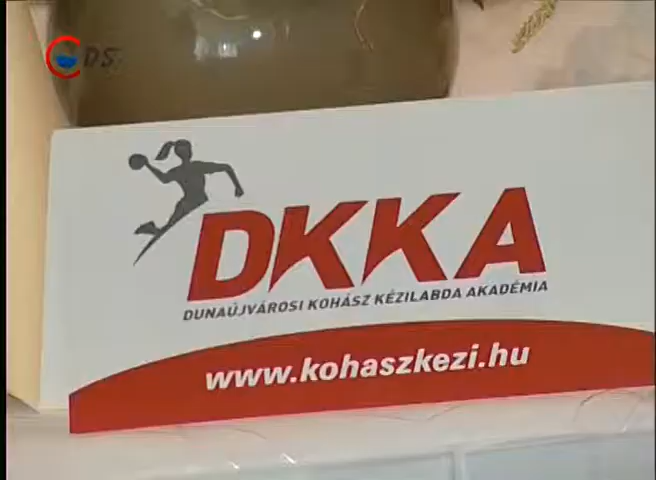 DS
DKKA
DUNAÚJVÁROSI KOHÁSZ KÉZILABDA AKADÉMIA
www.kohaszkezi.hu